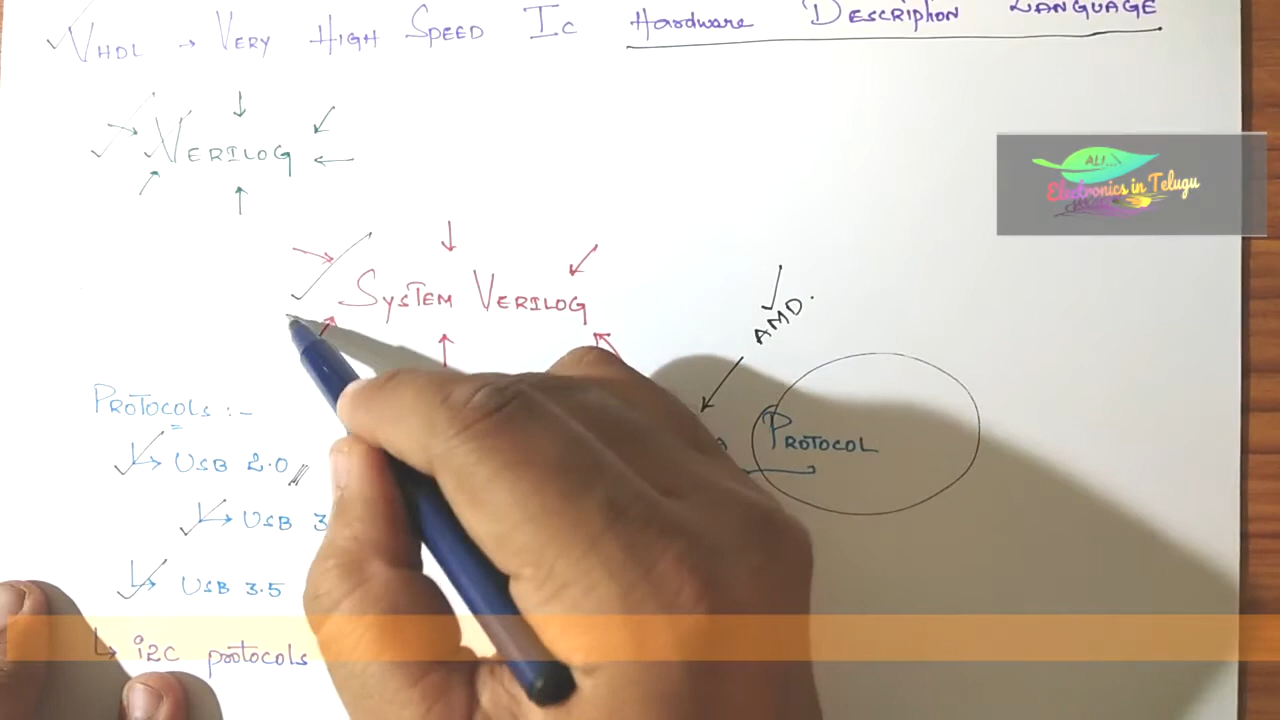 VHDL → VERY HIGH SPEED IC Hardware DESCRIPTION LANGUAGE
VERILOG
ALI...
Electronics in Telugu
SYSTEM VERILOG
AMD.
PROTOCOLS :-
PROTOCOL
USB 2.0
USB 3
USB 3.5
i2C protocols